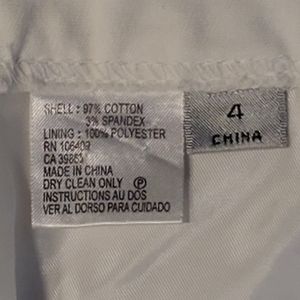 SHELL : 97% COTTON
3% SPANDEX
LINING : 100% POLYESTER
RN 106409
CA 39853
MADE IN CHINA
DRY CLEAN ONLY Ⓟ
INSTRUCTIONS AU DOS
VER AL DORSO PARA CUIDADO
4
CHINA